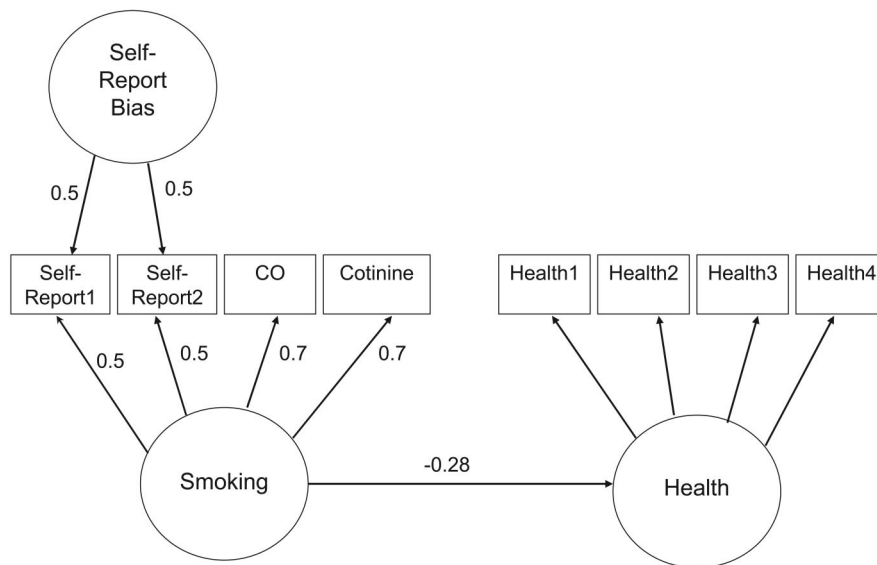 Self-
Report
Bias
0.5
0.5
Self-
Report1
Self-
Report2
CO
Cotinine
Health1
Health2
Health3
Health4
0.5
0.5
0.7
0.7
Smoking
-0.28
Health